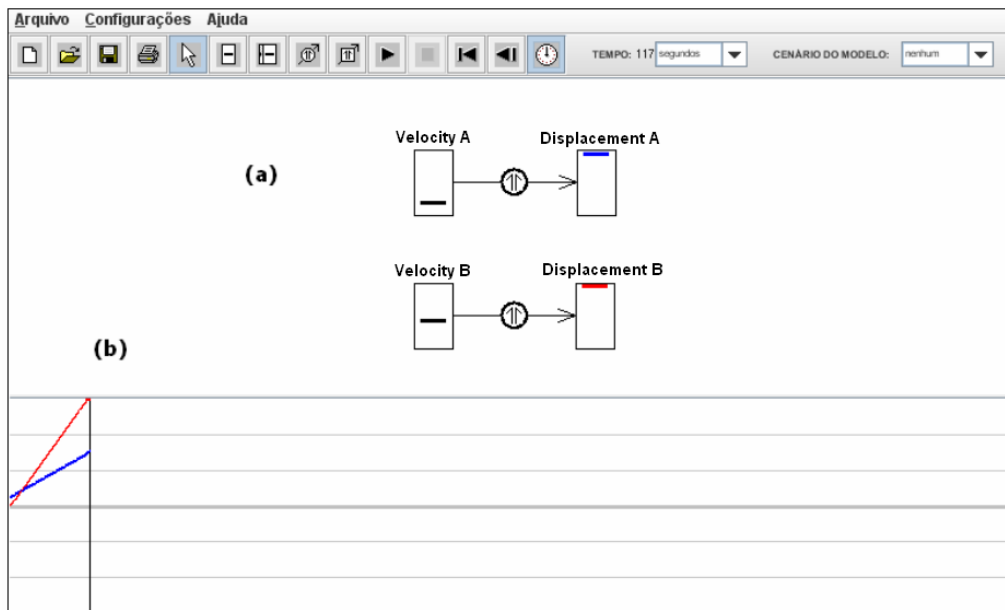 Arquivo Configurações Ajuda
TEMPO: 117 segundos CENÁRIO DO MODELO: nenhum
Velocity A Displacement A
(a)
Velocity B Displacement B
(b)